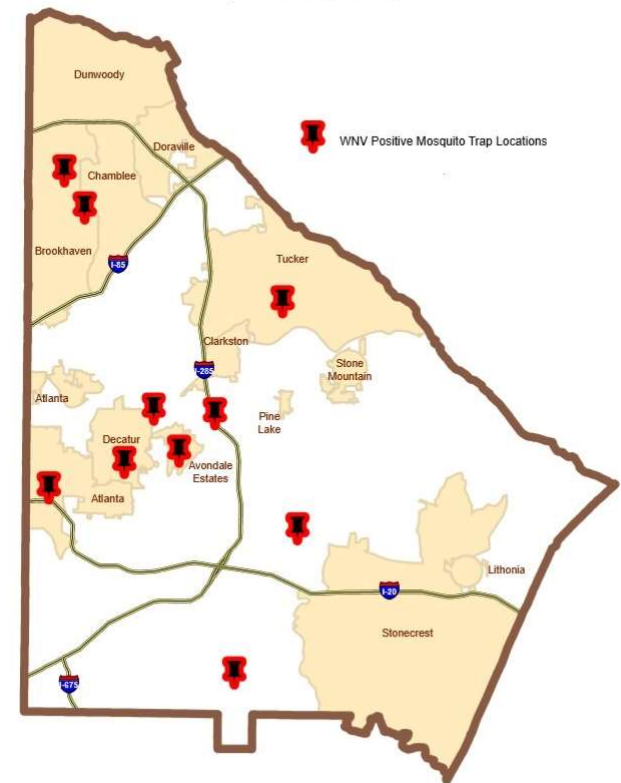 Dunwoody
WNV Positive Mosquito Trap Locations
Doraville
Chamblee
Brookhaven
I-85
Tucker
Clarkston
I-285
Stone
Mountain
Atlanta
Pine
Lake
Decatur
Avondale
Estates
Atlanta
Lithonia
I-20
Stonecrest
I-675